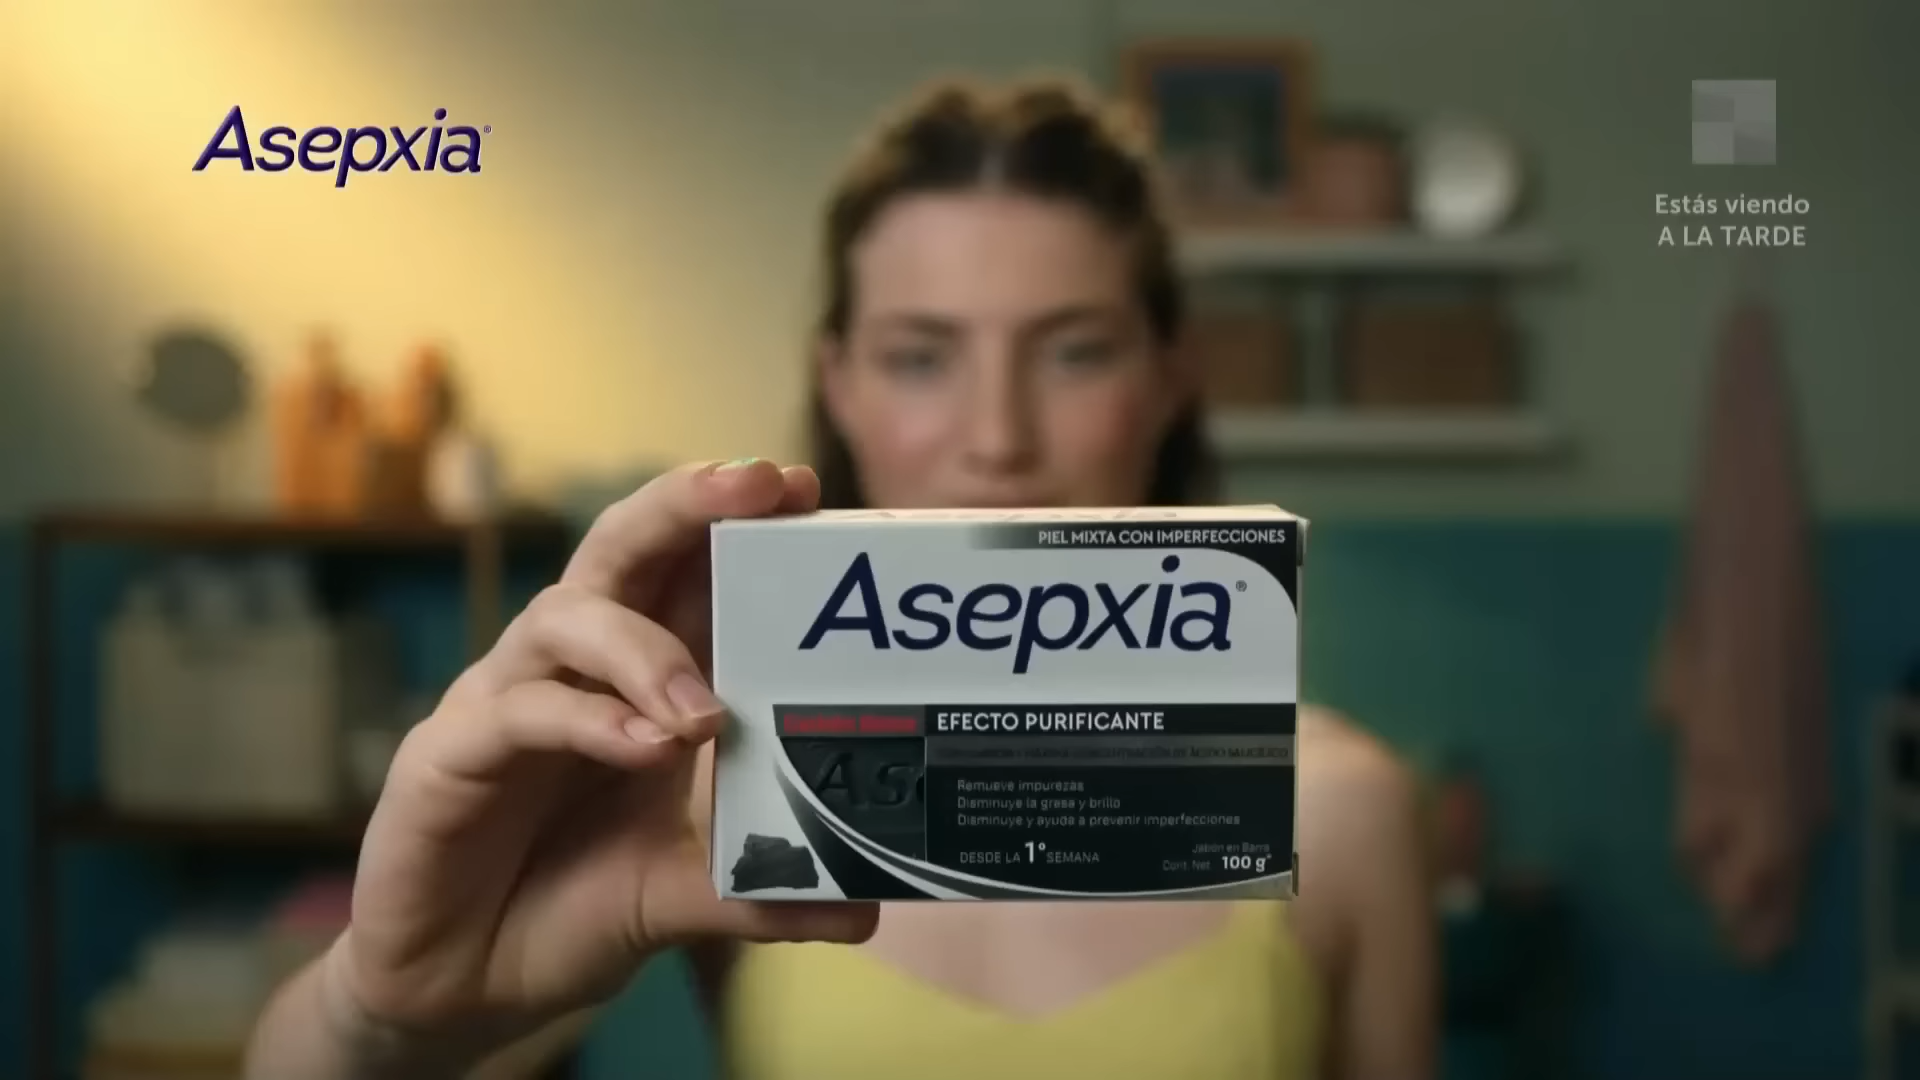 Asepxia®
Estás viendo
A LA TARDE
PIEL MIXTA CON IMPERFECCIONES
Asepxia®
EFECTO PURIFICANTE
Remueve impurezas
Disminuye la grasa y brillo
Disminuye y ayuda a prevenir imperfecciones
DESDE LA 1° SEMANA
Jabón en Barra
Cont. Net. 100 g